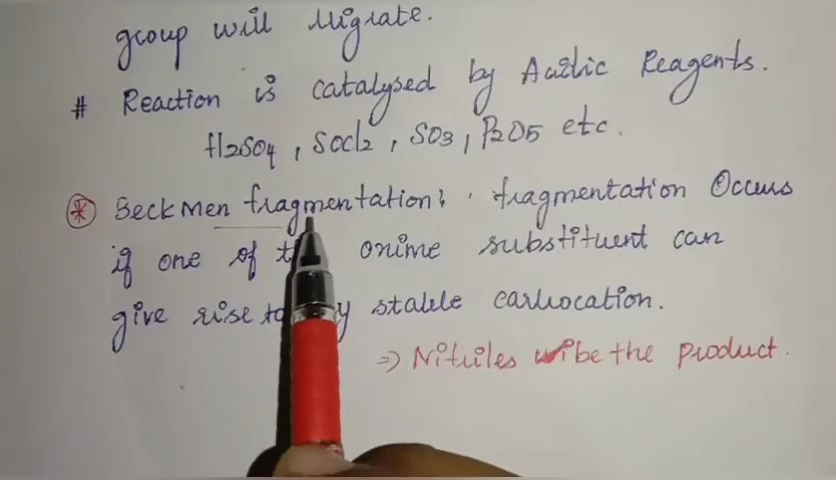 group will Migrate.
# Reaction is catalysed by Acidic Reagents.
H2SO4, SOCl2, SO3, P2O5 etc.
* Beckmen fragmentation: fragmentation Occurs
if one of oxime substituent can
give rise stable carbocation.
⇒ Nitriles be the product.